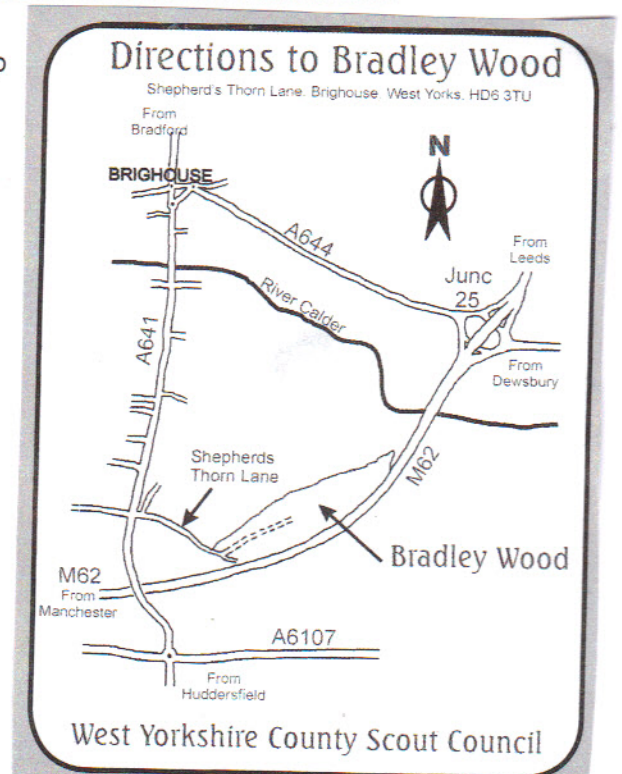 Directions to Bradley Wood
Shepherd's Thorn Lane. Brighouse. West Yorks. HD6 3TU
From
Bradford
BRIGHOUSE
N
A644
From
Leeds
Junc
25
River Calder
A641
From
Dewsbury
M62
Shepherds
Thorn Lane
Bradley Wood
M62
From
Manchester
A6107
From
Huddersfield
West Yorkshire County Scout Council